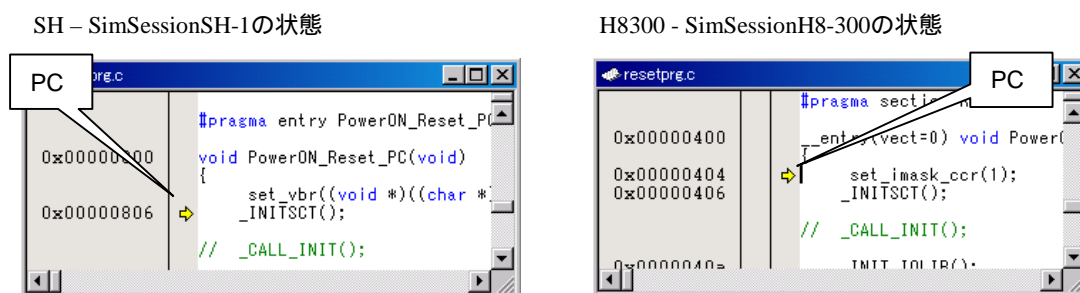 SH – SimSessionSH-1の状態
PC
prg.c
#pragma entry PowerON_Reset_P
0x00000800 void PowerON_Reset_PC(void)
{
set_vbr((void *)((char *
0x00000806 _INITSCT();
// _CALL_INIT();
H8300 - SimSessionH8-300の状態
resetprg.c
PC
#pragma secti
0x00000400 __entry(vect=0) void Power
{
0x00000404 set_imask_ccr(1);
0x00000406 _INITSCT();
// _CALL_INIT();